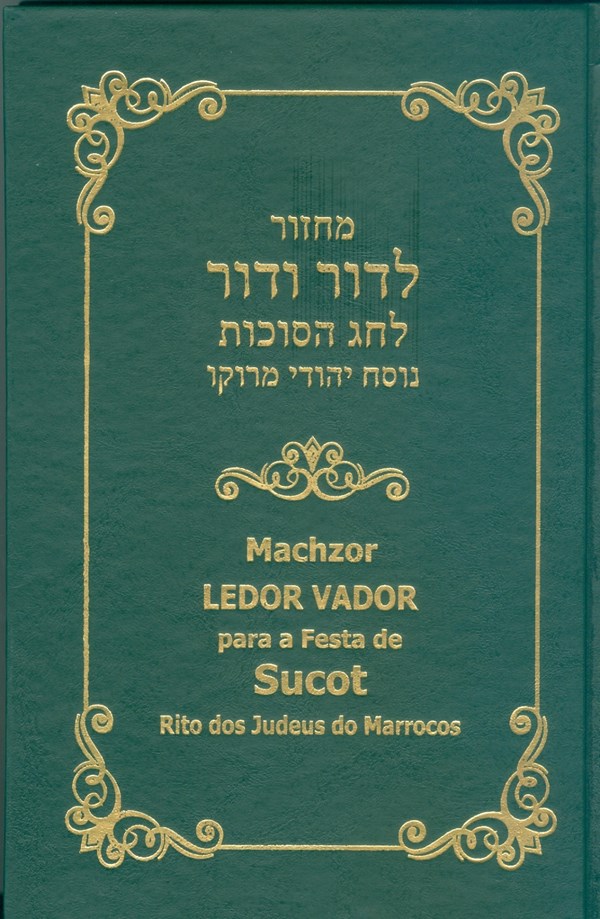 מחזור
לדור ודור
לחג הסוכות
נוסח יהודי מרוקו
Machzor
LEDOR VADOR
para a Festa de
Sucot
Rito dos Judeus do Marrocos